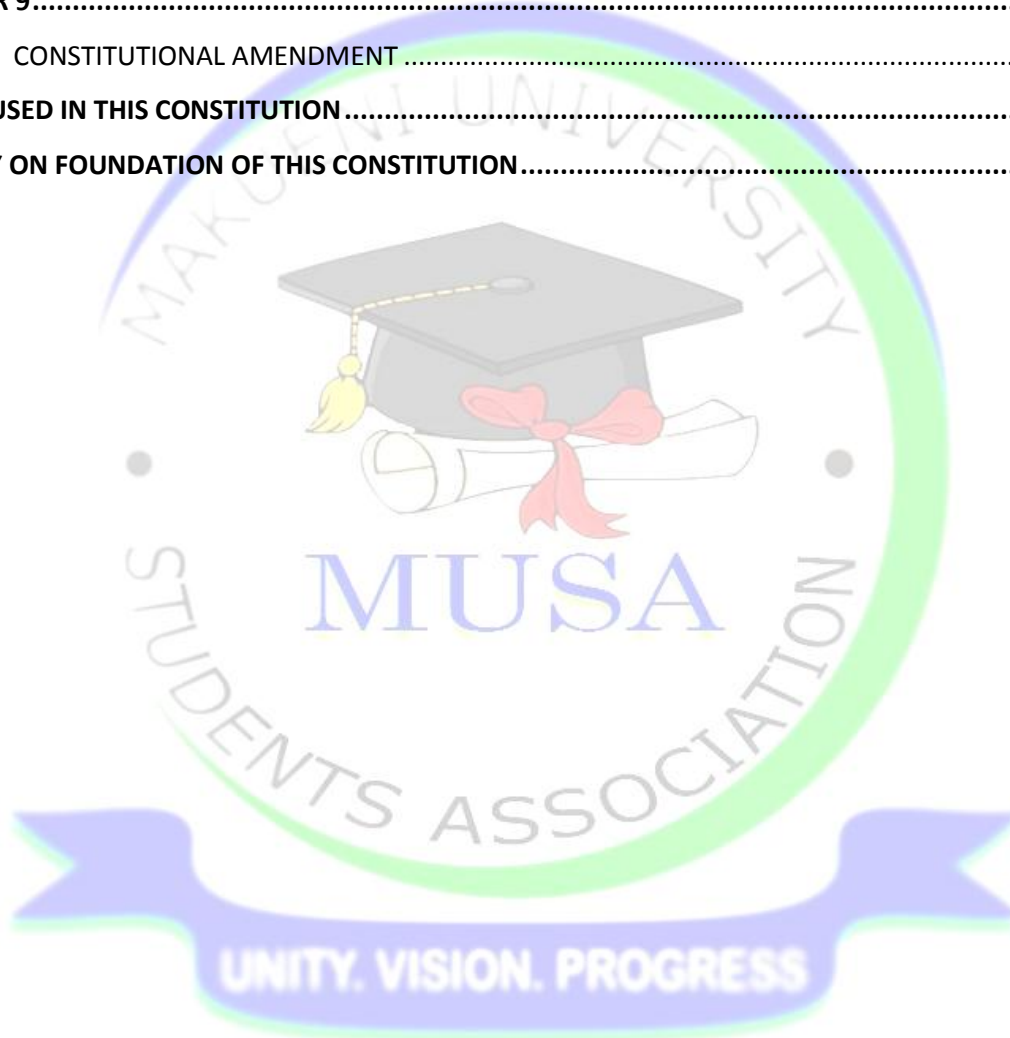 R 9
CONSTITUTIONAL AMENDMENT
USED IN THIS CONSTITUTION
Y ON FOUNDATION OF THIS CONSTITUTION
MAKUENI UNIVERSITY
MUSA
STUDENTS ASSOCIATION
UNITY. VISION. PROGRESS